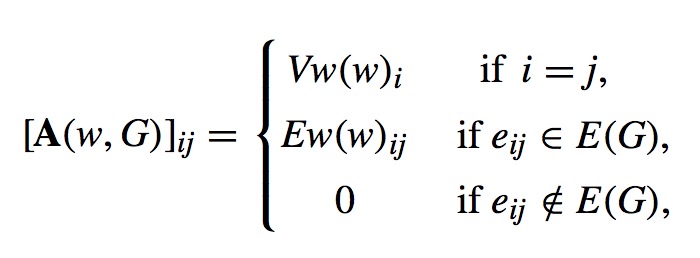 Vw(w)i if i = j,
[A(w, G)]ij = { Ew(w)ij if eij ∈ E(G),
0 if eij ∉ E(G),